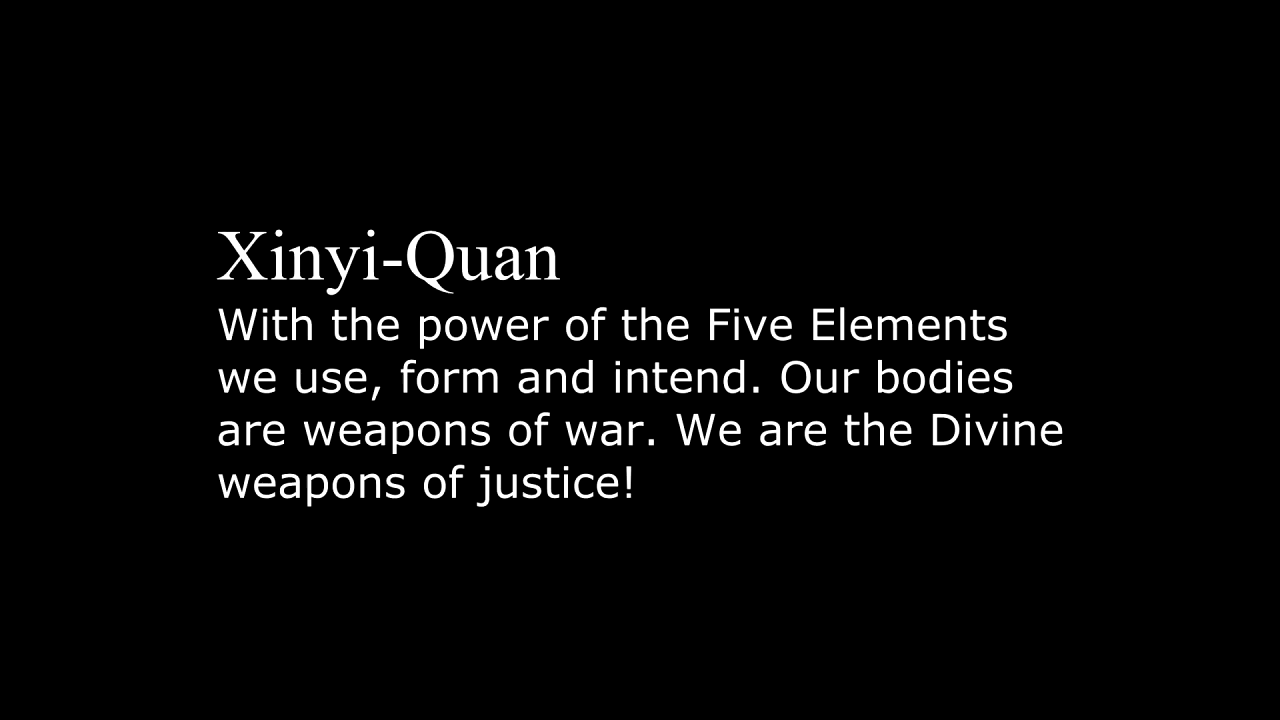 Xinyi-Quan
With the power of the Five Elements
we use, form and intend. Our bodies
are weapons of war. We are the Divine
weapons of justice!